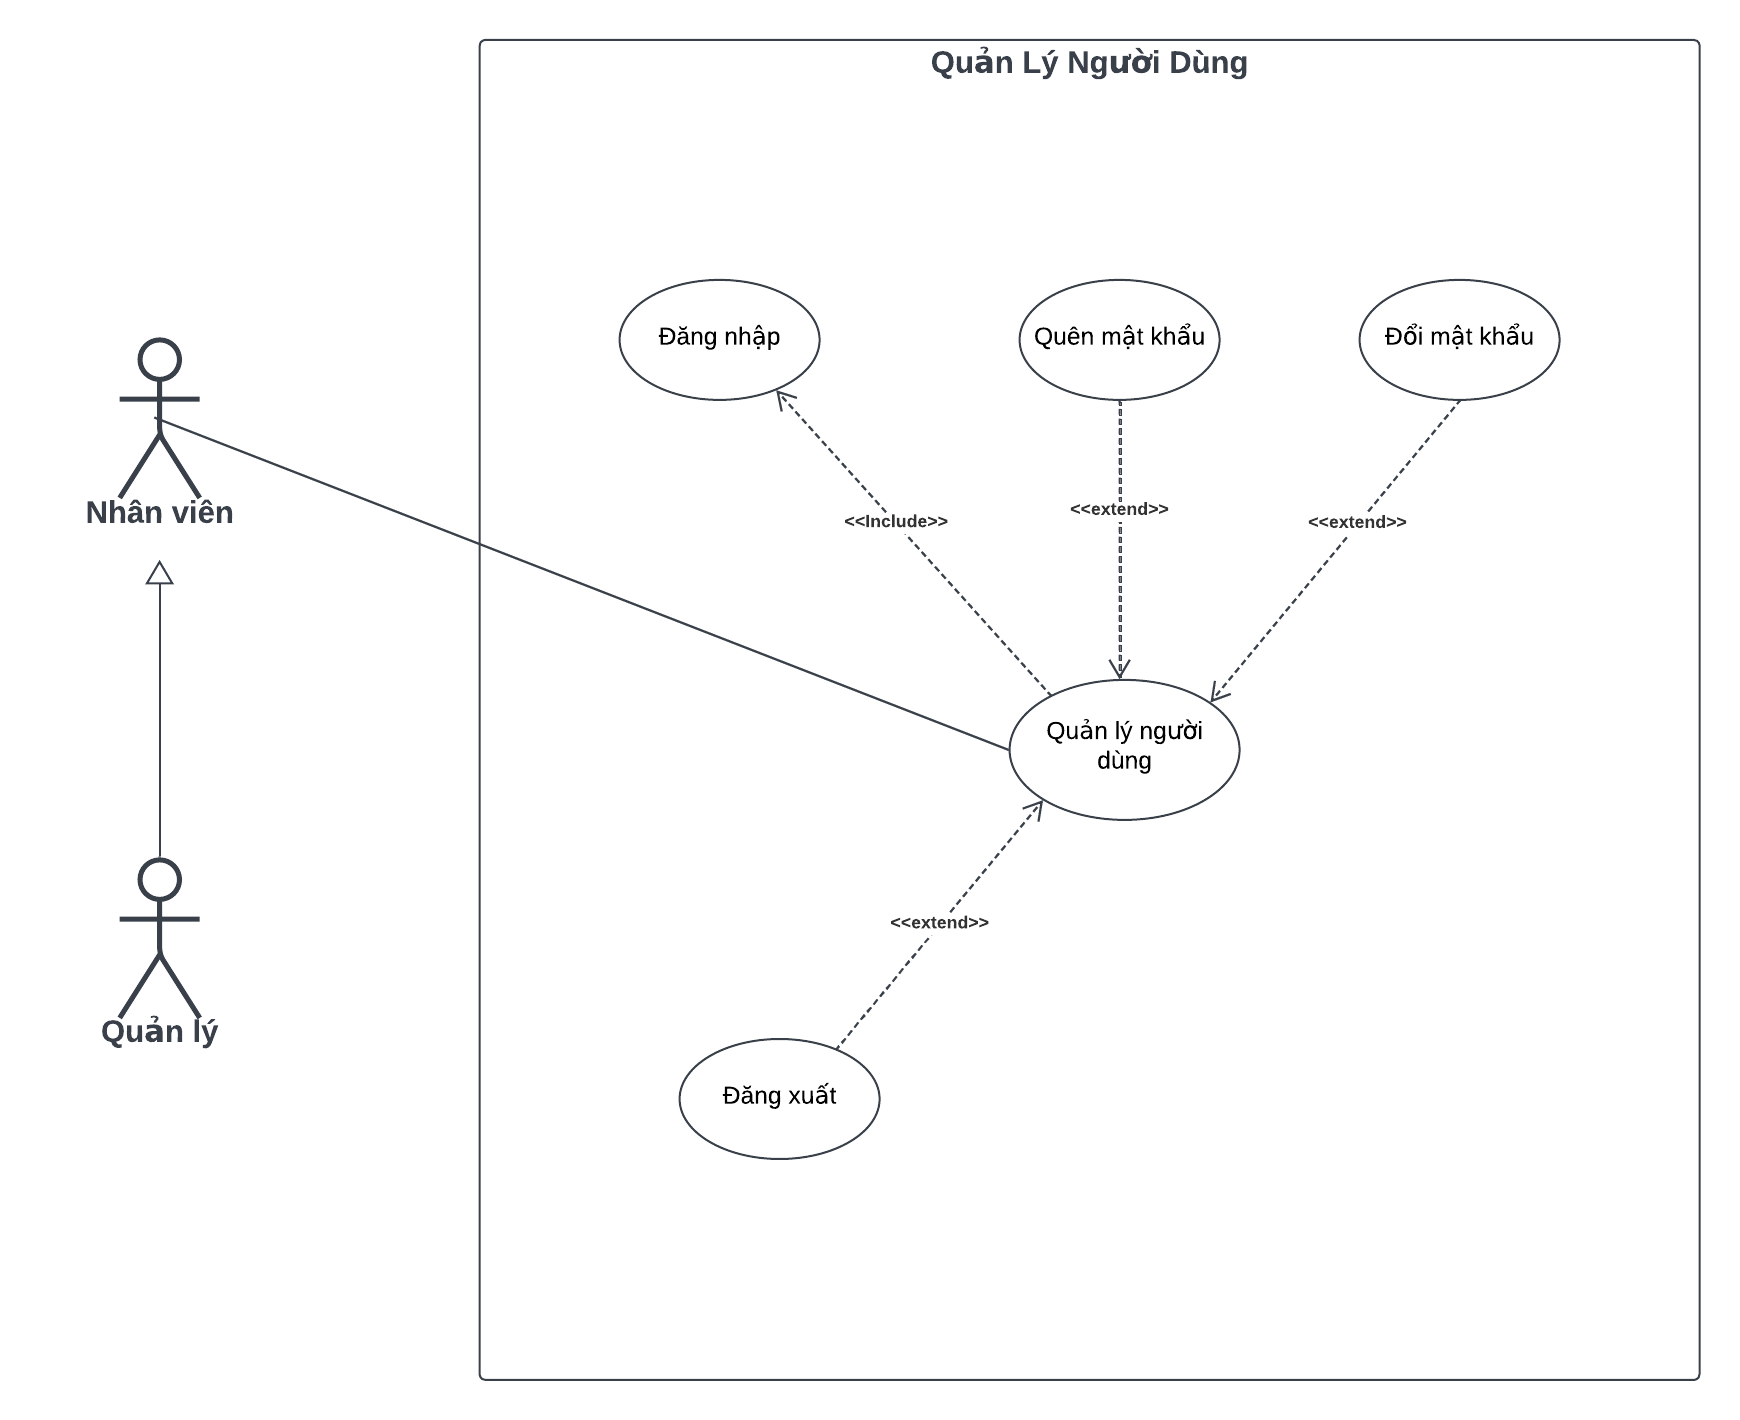 Quản Lý Người Dùng
Đăng nhập
Quên mật khẩu
Đổi mật khẩu
Nhân viên
<<Include>>
<<extend>>
<<extend>>
Quản lý người
dùng
<<extend>>
Quản lý
Đăng xuất